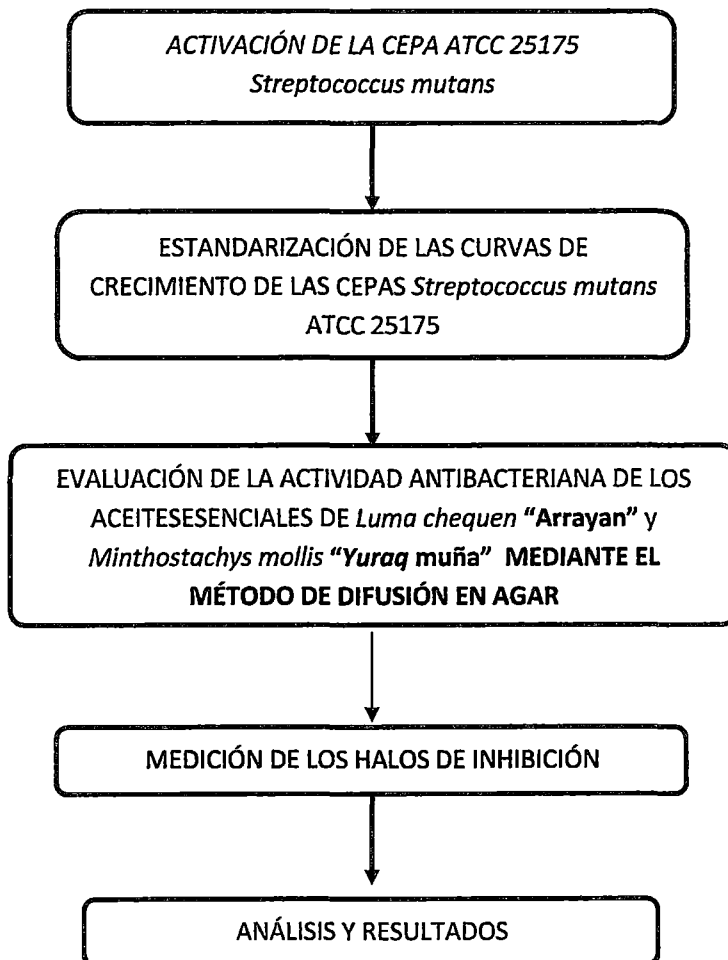 ACTIVACIÓN DE LA CEPA ATCC 25175
Streptococcus mutans
ESTANDARIZACIÓN DE LAS CURVAS DE
CRECIMIENTO DE LAS CEPAS Streptococcus mutans
ATCC 25175
EVALUACIÓN DE LA ACTIVIDAD ANTIBACTERIANA DE LOS
ACEITESESENCIALES DE Luma chequen “Arrayan” y
Minthostachys mollis “Yuraq muña” MEDIANTE EL
MÉTODO DE DIFUSIÓN EN AGAR
MEDICIÓN DE LOS HALOS DE INHIBICIÓN
ANÁLISIS Y RESULTADOS